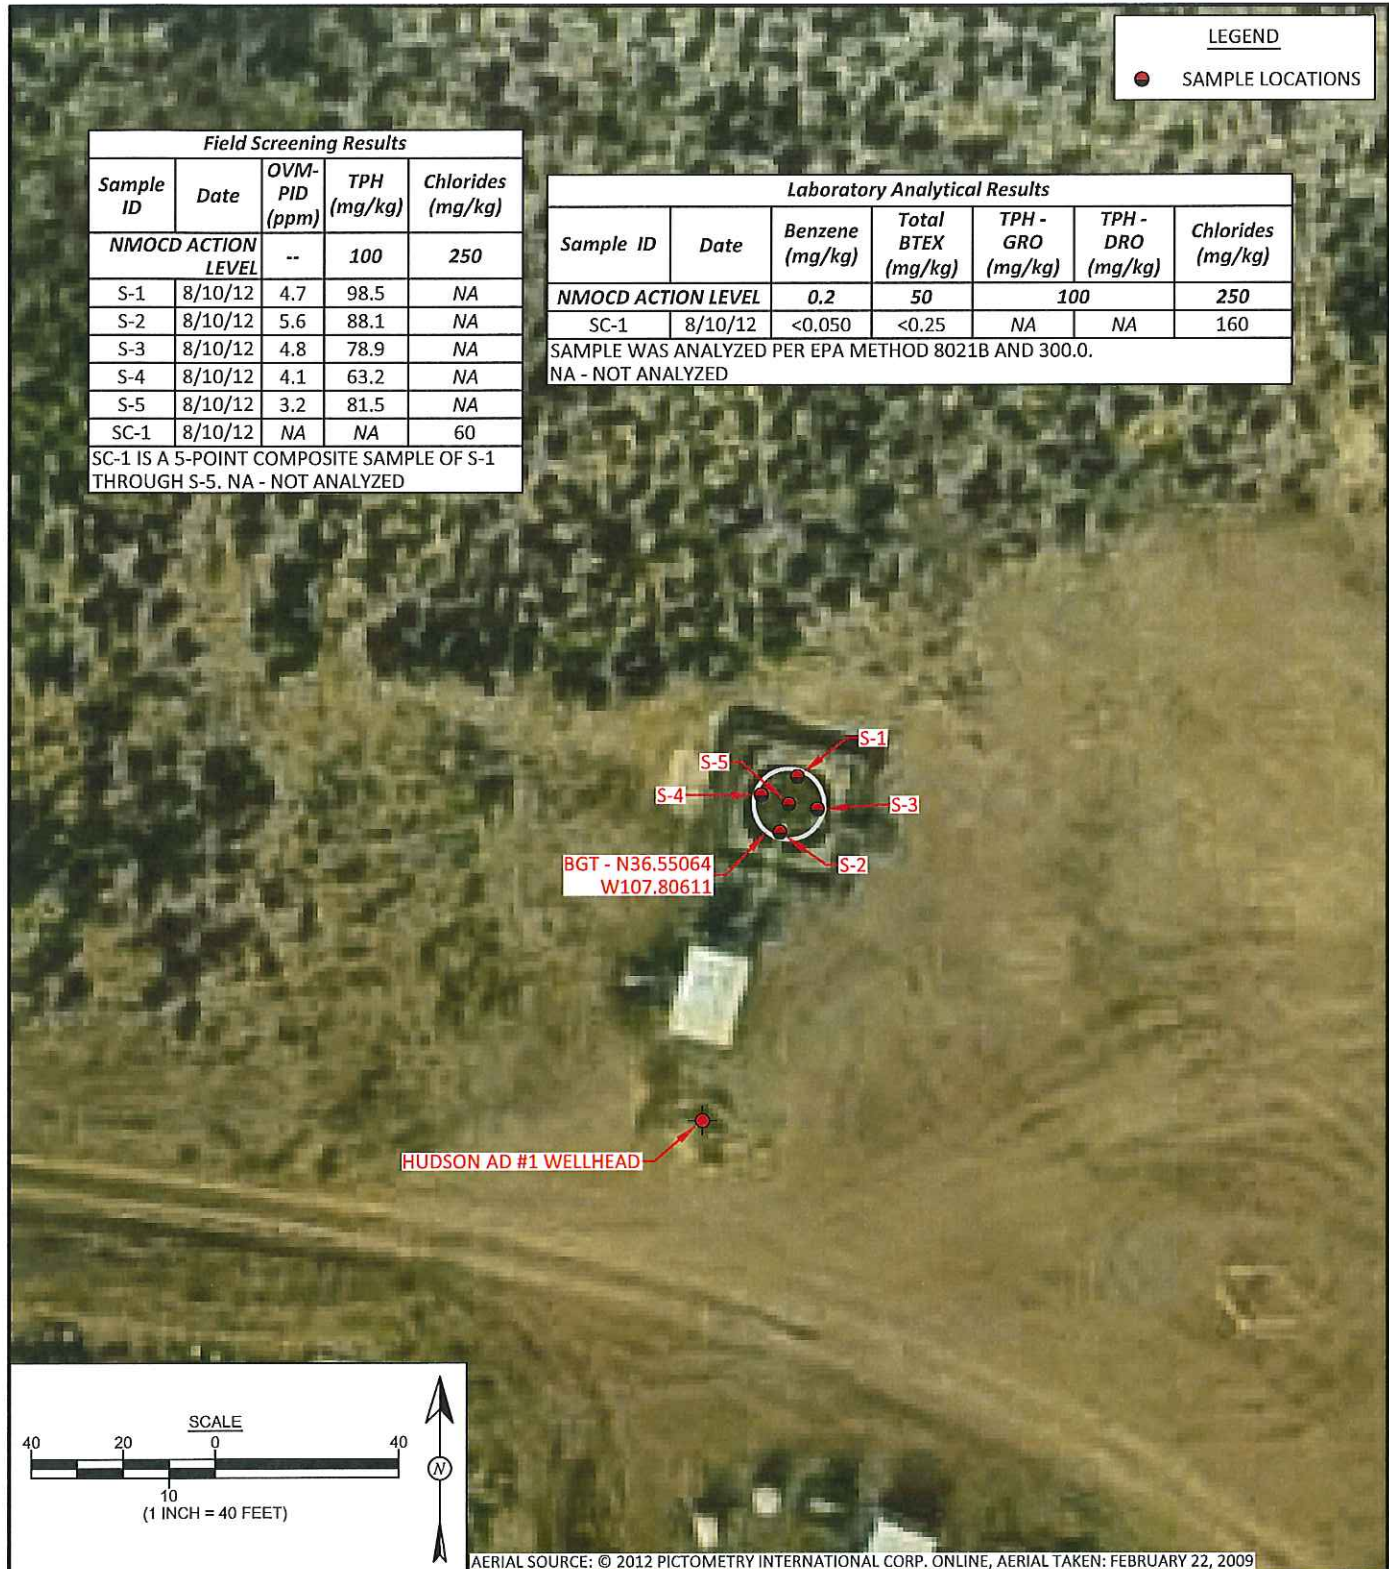 LEGEND
SAMPLE LOCATIONS
Field Screening Results
Sample ID Date OVM-PID (ppm) TPH (mg/kg) Chlorides (mg/kg)
NMOCD ACTION LEVEL -- 100 250
S-1 8/10/12 4.7 98.5 NA
S-2 8/10/12 5.6 88.1 NA
S-3 8/10/12 4.8 78.9 NA
S-4 8/10/12 4.1 63.2 NA
S-5 8/10/12 3.2 81.5 NA
SC-1 8/10/12 NA NA 60
SC-1 IS A 5-POINT COMPOSITE SAMPLE OF S-1
THROUGH S-5. NA - NOT ANALYZED
Laboratory Analytical Results
Sample ID Date Benzene (mg/kg) Total BTEX (mg/kg) TPH - GRO (mg/kg) TPH - DRO (mg/kg) Chlorides (mg/kg)
NMOCD ACTION LEVEL 0.2 50 100 250
SC-1 8/10/12 <0.050 <0.25 NA NA 160
SAMPLE WAS ANALYZED PER EPA METHOD 8021B AND 300.0.
NA - NOT ANALYZED
S-1
S-5
S-4
S-3
S-2
BGT - N36.55064
W107.80611
HUDSON AD #1 WELLHEAD
SCALE
40 20 0 40
10
(1 INCH = 40 FEET)
N
AERIAL SOURCE: © 2012 PICTOMETRY INTERNATIONAL CORP. ONLINE, AERIAL TAKEN: FEBRUARY 22, 2009